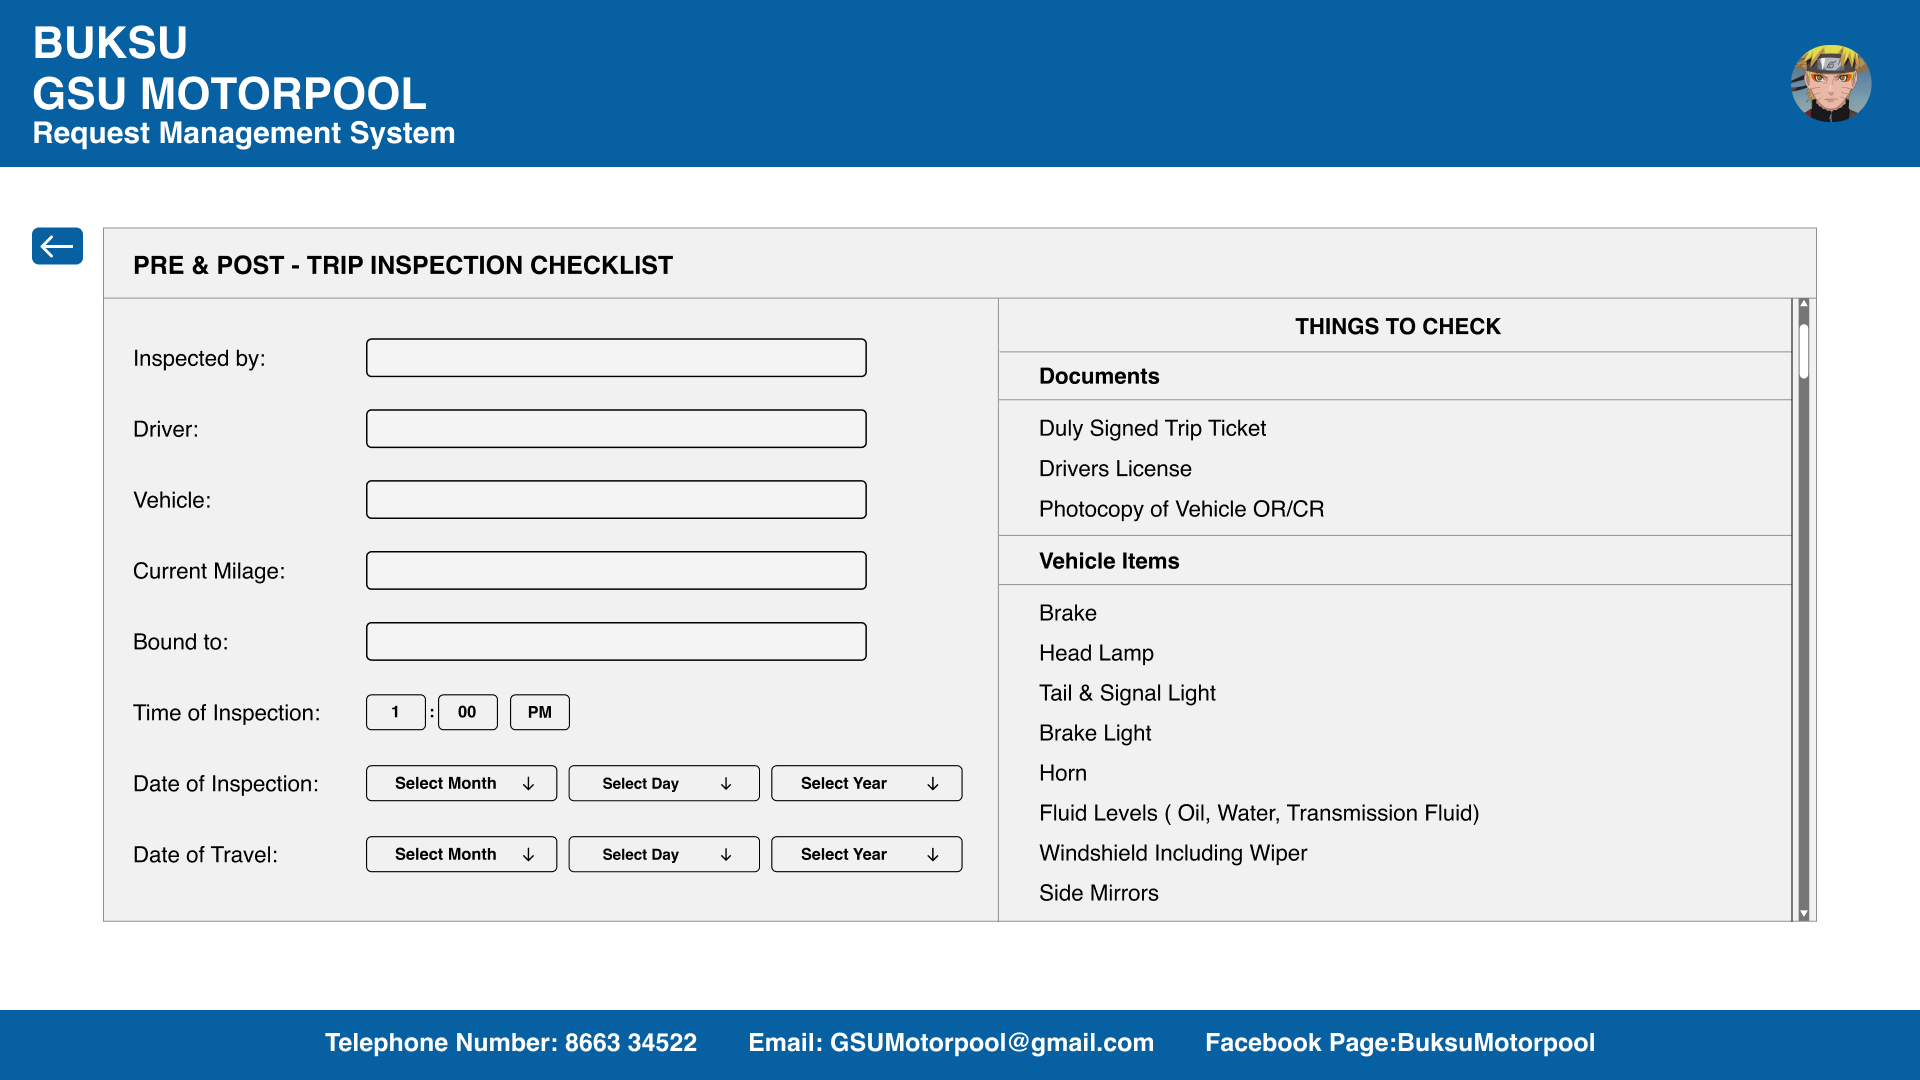 BUKSU
GSU MOTORPOOL
Request Management System
PRE & POST - TRIP INSPECTION CHECKLIST
Inspected by:
Driver:
Vehicle:
Current Milage:
Bound to:
Time of Inspection: 1 : 00 PM
Date of Inspection: Select Month ↓ Select Day ↓ Select Year ↓
Date of Travel: Select Month ↓ Select Day ↓ Select Year ↓
THINGS TO CHECK
Documents
Duly Signed Trip Ticket
Drivers License
Photocopy of Vehicle OR/CR
Vehicle Items
Brake
Head Lamp
Tail & Signal Light
Brake Light
Horn
Fluid Levels ( Oil, Water, Transmission Fluid)
Windshield Including Wiper
Side Mirrors
Telephone Number: 8663 34522 Email: GSUMotorpool@gmail.com Facebook Page:BuksuMotorpool